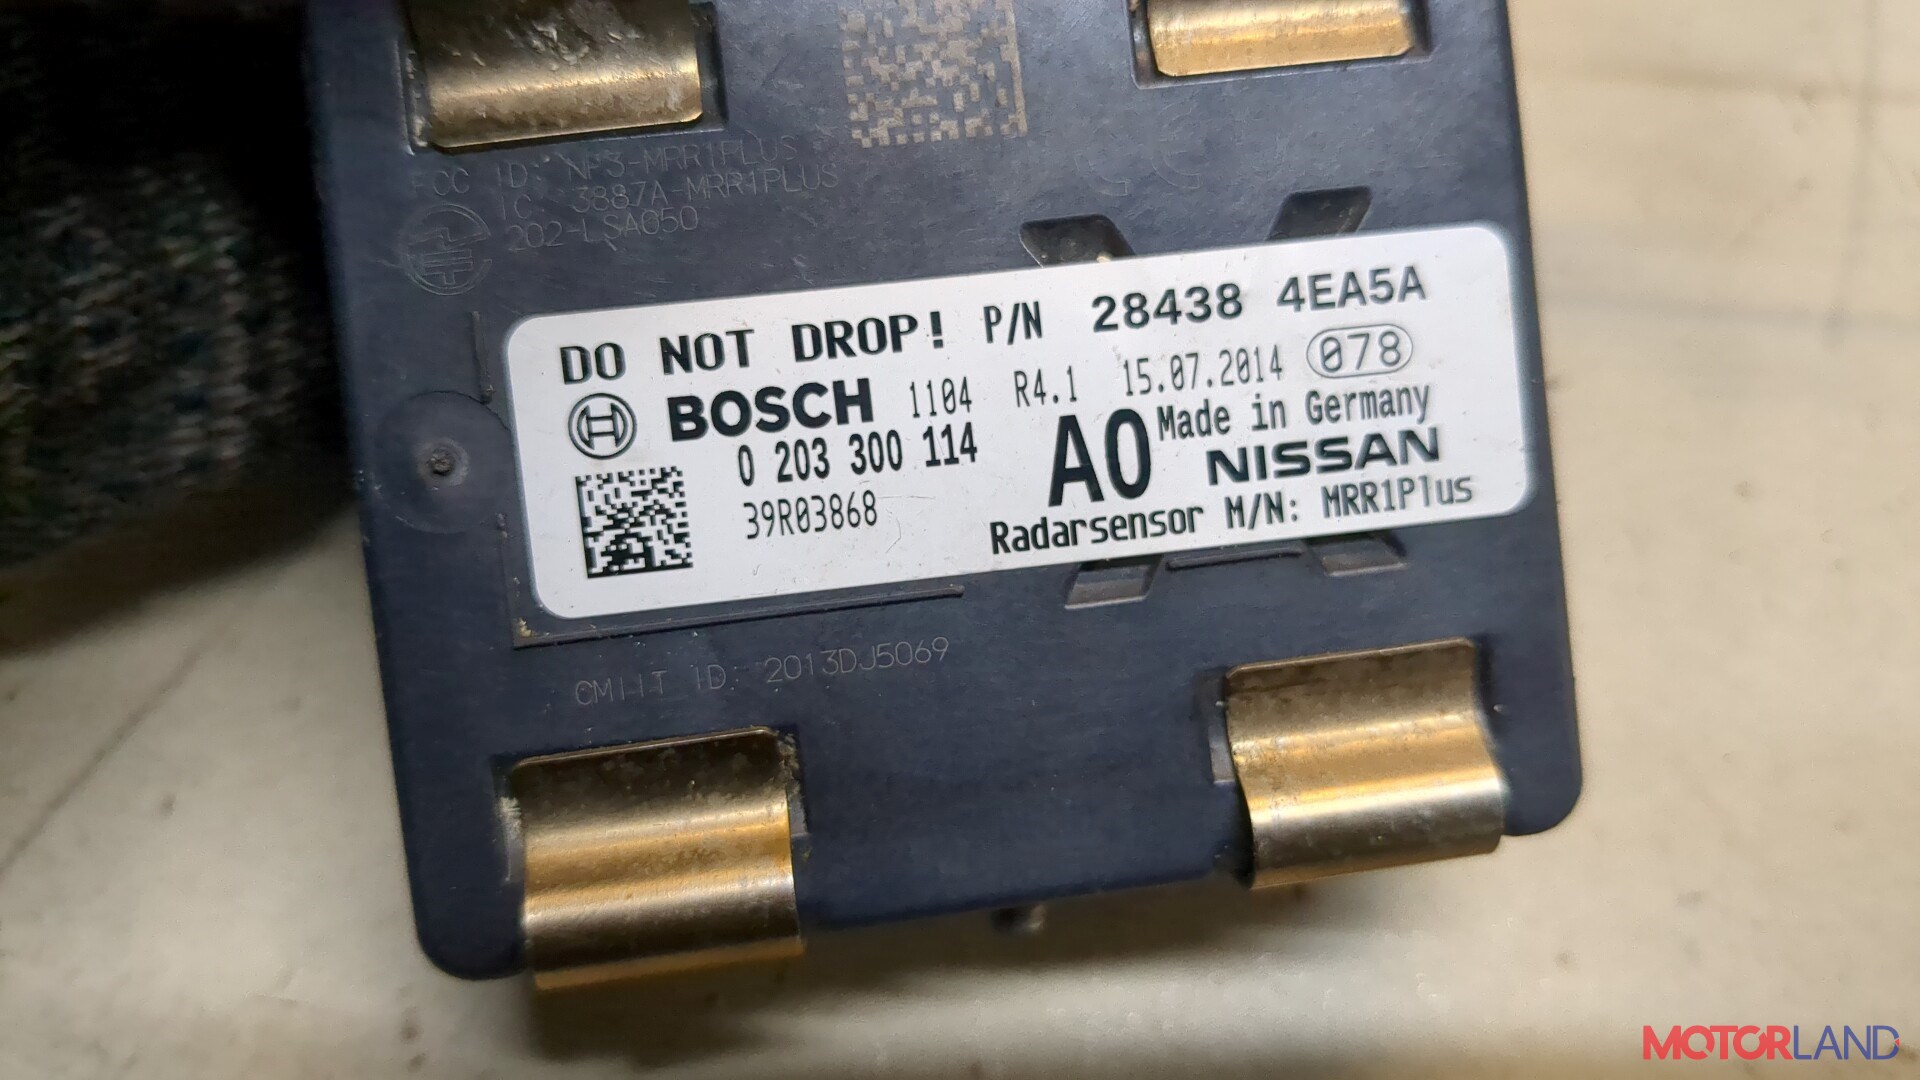 FCC ID: NF3-MRR1PLUS
IC: 3887A-MRR1PLUS
202-LSA050
DO NOT DROP! P/N 28438 4EA5A
BOSCH 1104 R4.1 15.07.2014 078
0 203 300 114 A0 Made in Germany
NISSAN
39R03868 Radarsensor M/N: MRR1Plus
CMIIT ID: 2013DJ5069
MOTORLAND